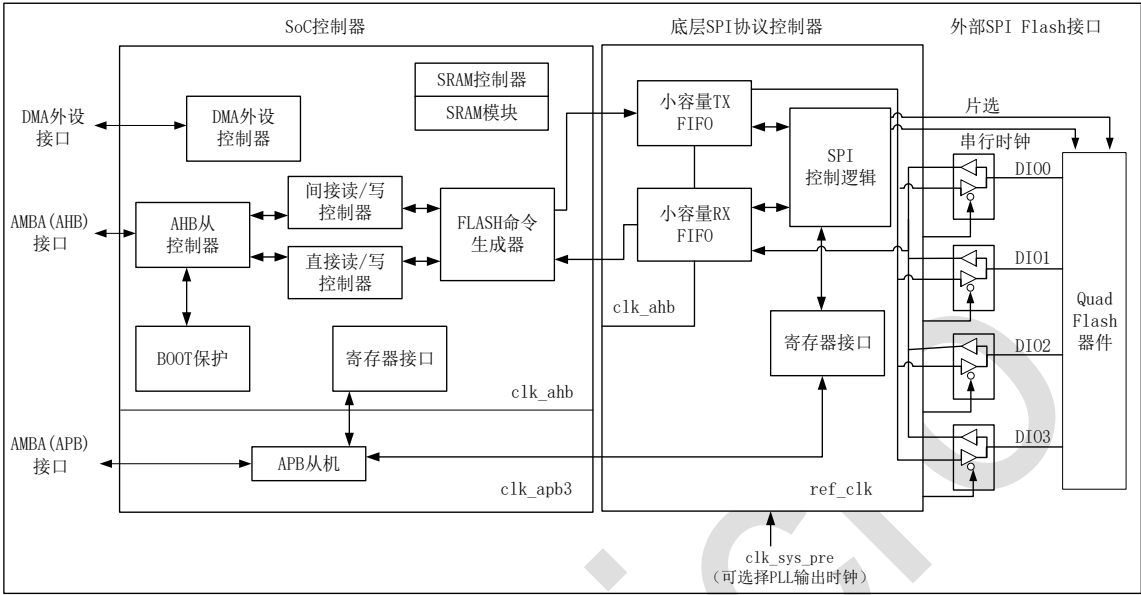 SoC控制器
底层SPI协议控制器
外部SPI Flash接口
SRAM控制器
SRAM模块
DMA外设
接口
DMA外设
控制器
小容量TX
FIFO
SPI
控制逻辑
片选
串行时钟
DIO0
AMBA(AHB)
接口
AHB从
控制器
间接读/写
控制器
直接读/写
控制器
FLASH命令
生成器
小容量RX
FIFO
DIO1
clk_ahb
Quad
Flash
器件
BOOT保护
寄存器接口
寄存器接口
DIO2
clk_ahb
AMBA(APB)
接口
APB从机
DIO3
clk_apb3
ref_clk
clk_sys_pre
(可选择PLL输出时钟)